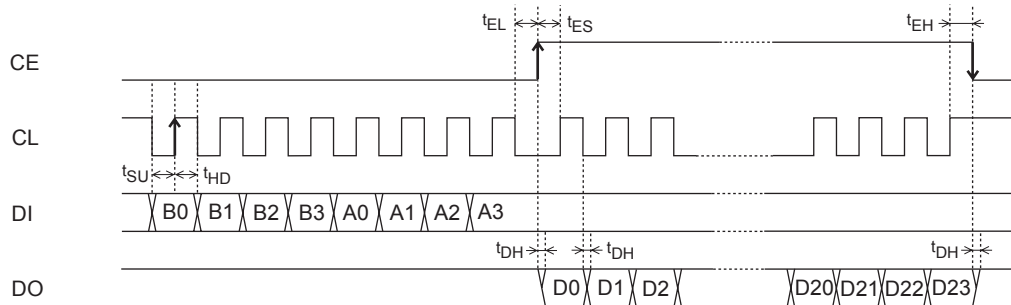 tEL tES tEH
CE
CL
tSU tHD
DI B0 B1 B2 B3 A0 A1 A2 A3
tDH tDH tDH
DO D0 D1 D2 D20 D21 D22 D23